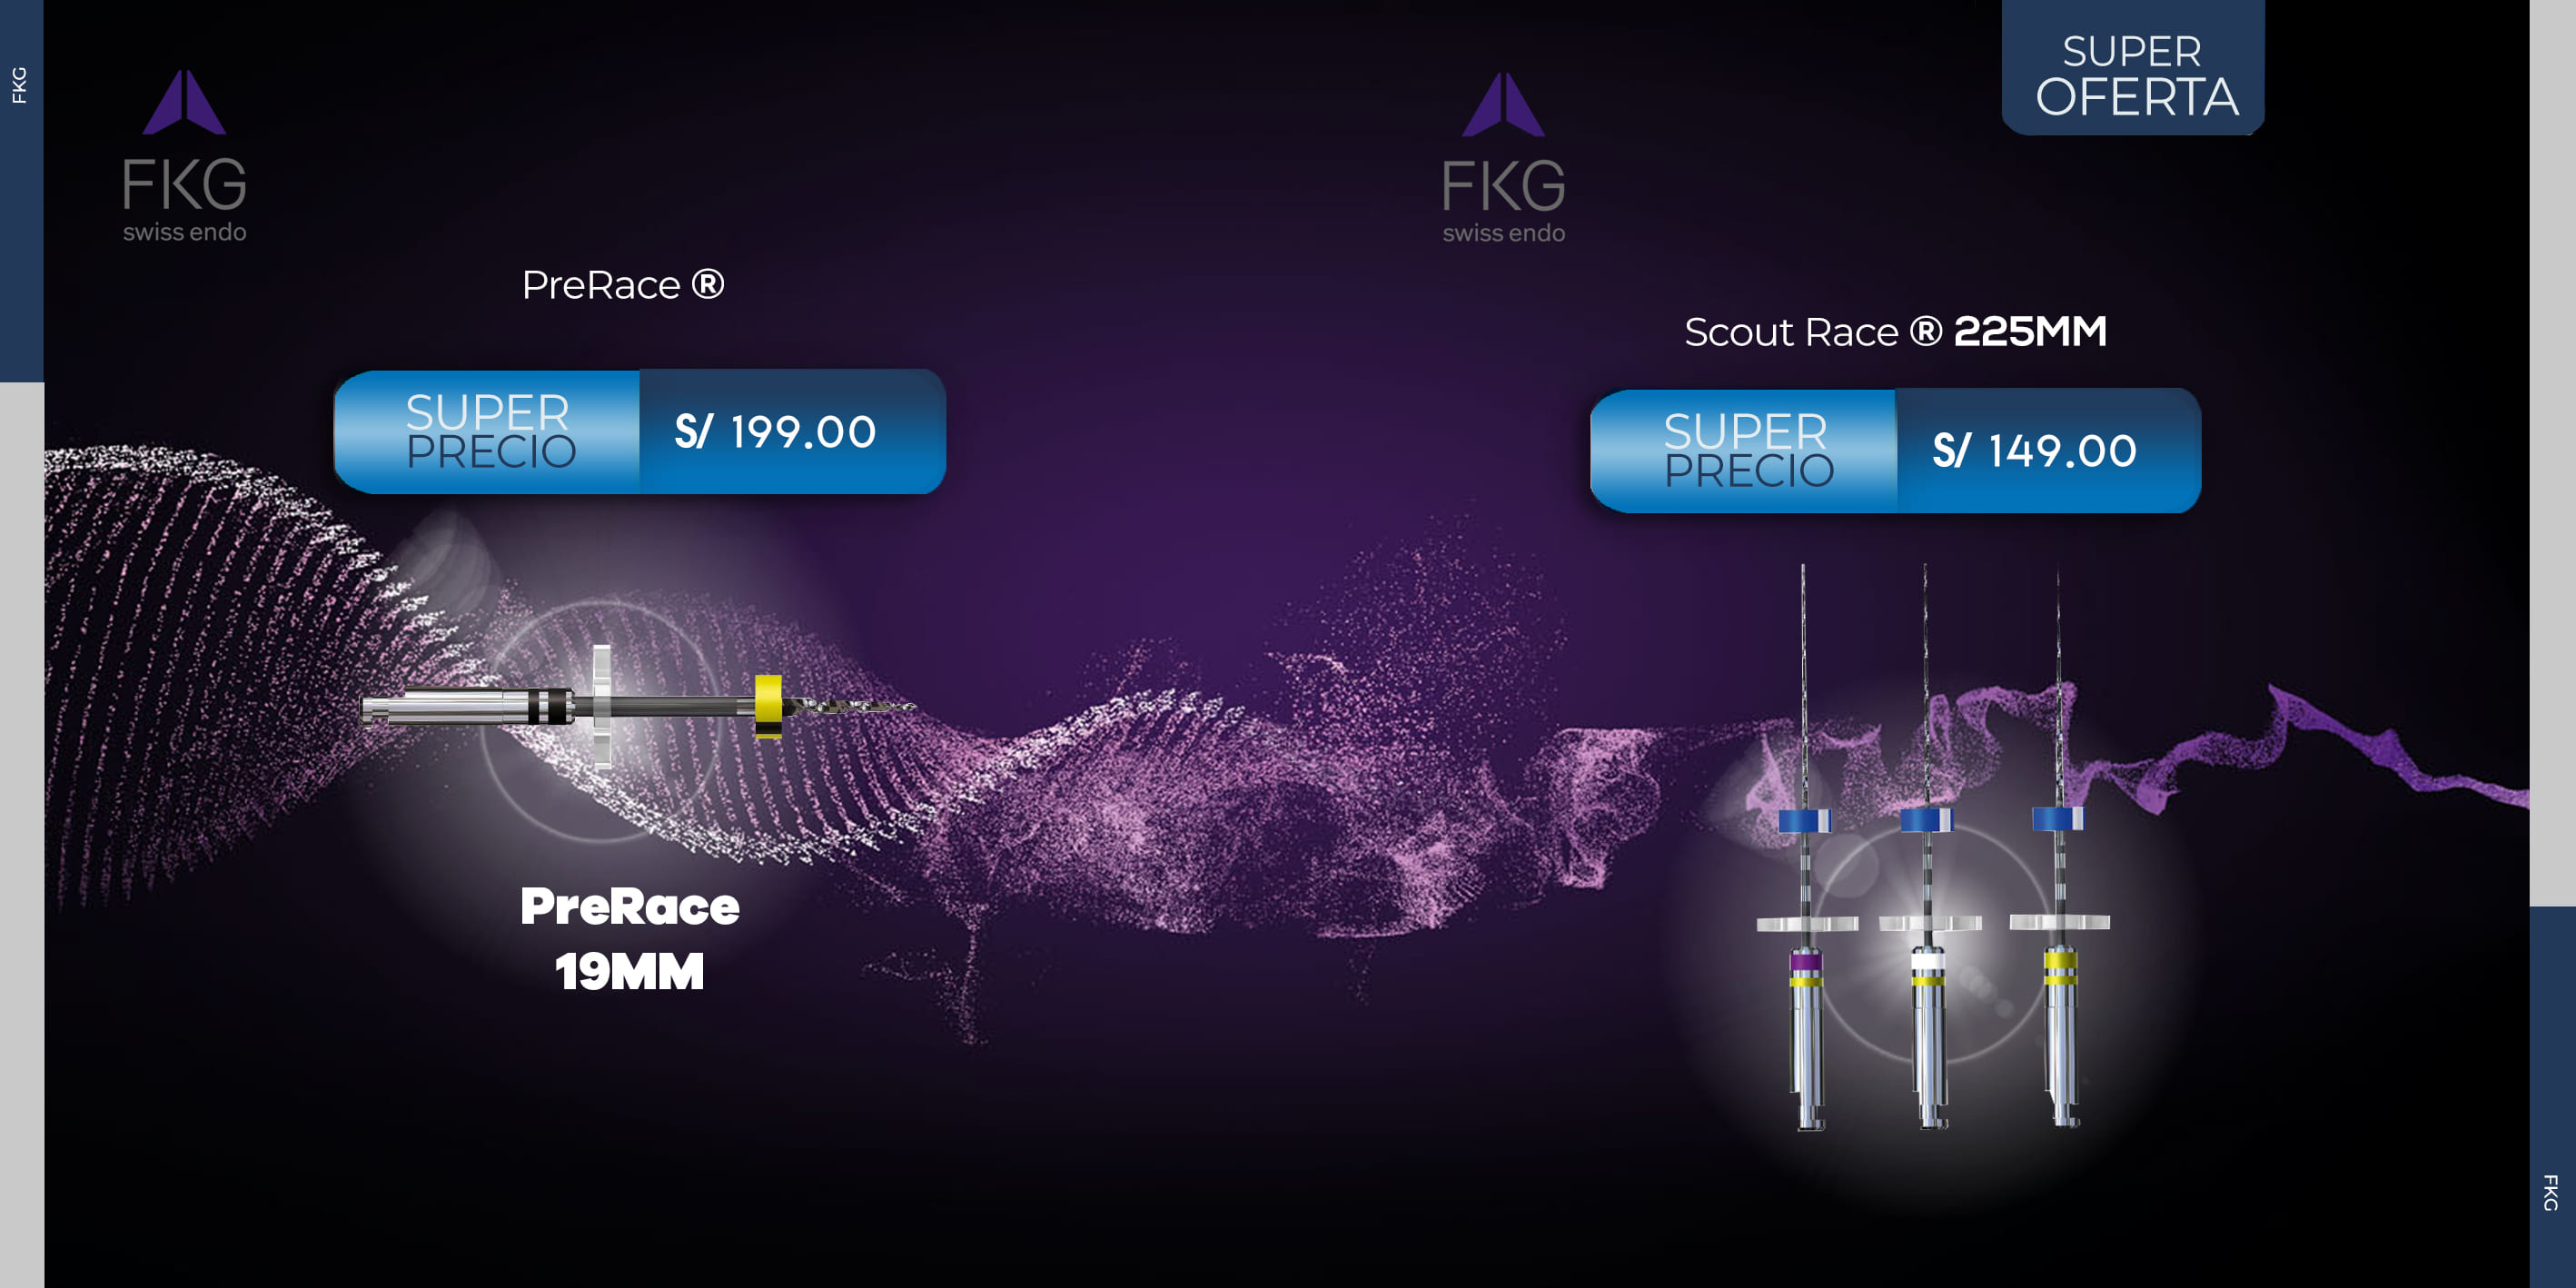 FKG
FKG
swiss endo
PreRace ®
SUPER
PRECIO
S/ 199.00
PreRace
19MM
FKG
swiss endo
SUPER
OFERTA
Scout Race ® 225MM
SUPER
PRECIO
S/ 149.00
FKG